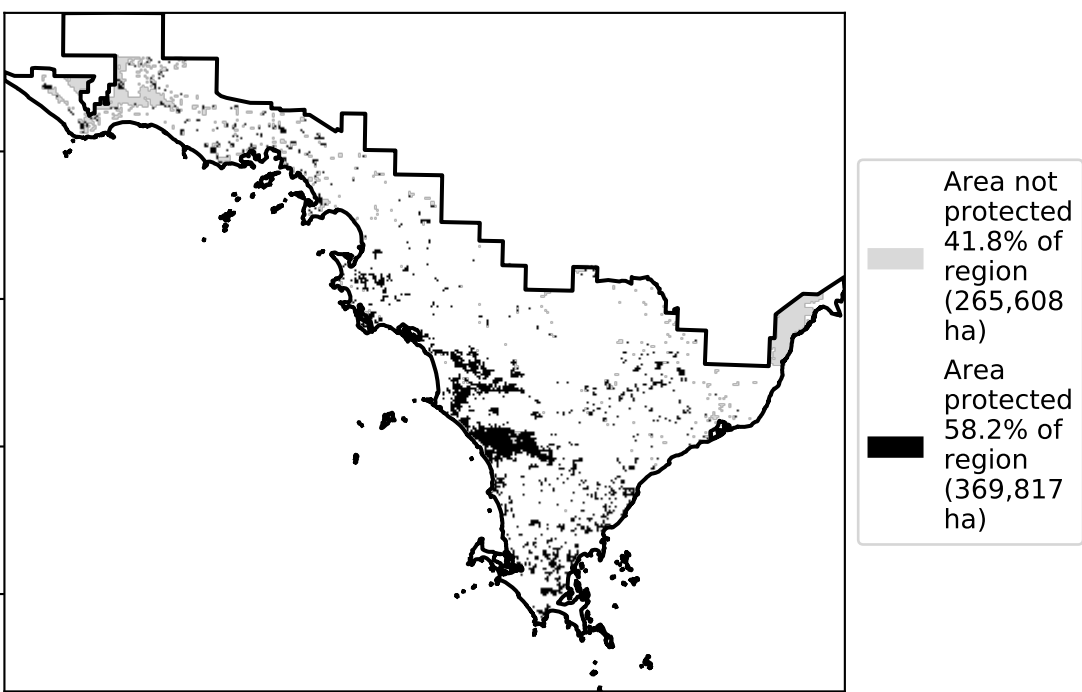 Area not
protected
41.8% of
region
(265,608
ha)
Area
protected
58.2% of
region
(369,817
ha)